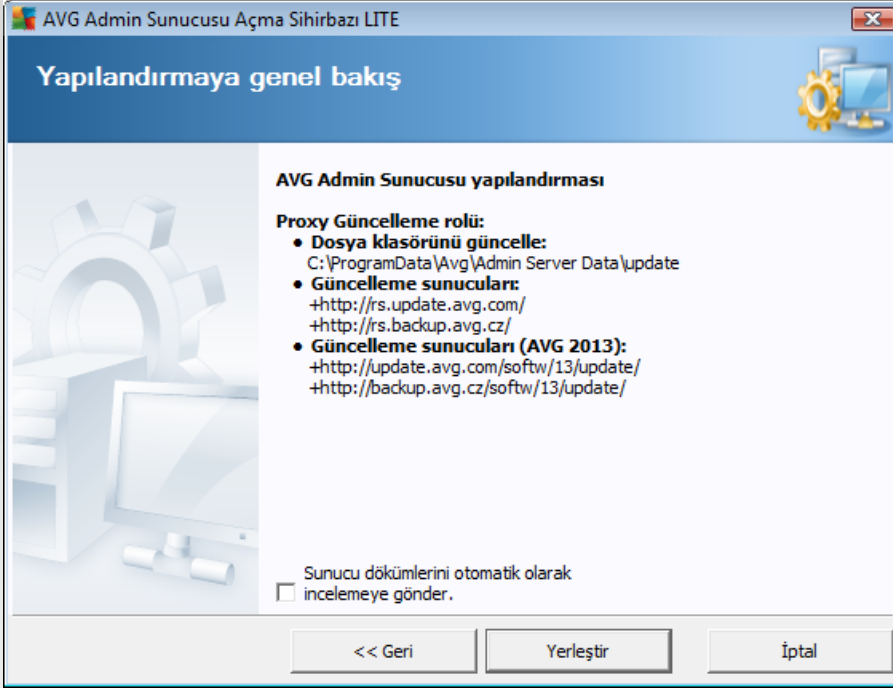 AVG Admin Sunucusu Açma Sihirbazı LITE
Yapılandırmaya genel bakış
AVG Admin Sunucusu yapılandırması
Proxy Güncelleme rolü:
• Dosya klasörünü güncelle:
C:\ProgramData\Avg\Admin Server Data\update
• Güncelleme sunucuları:
+http://rs.update.avg.com/
+http://rs.backup.avg.cz/
• Güncelleme sunucuları (AVG 2013):
+http://update.avg.com/softw/13/update/
+http://backup.avg.cz/softw/13/update/
Sunucu dökümlerini otomatik olarak
incelemeye gönder.
<< Geri
Yerleştir
İptal